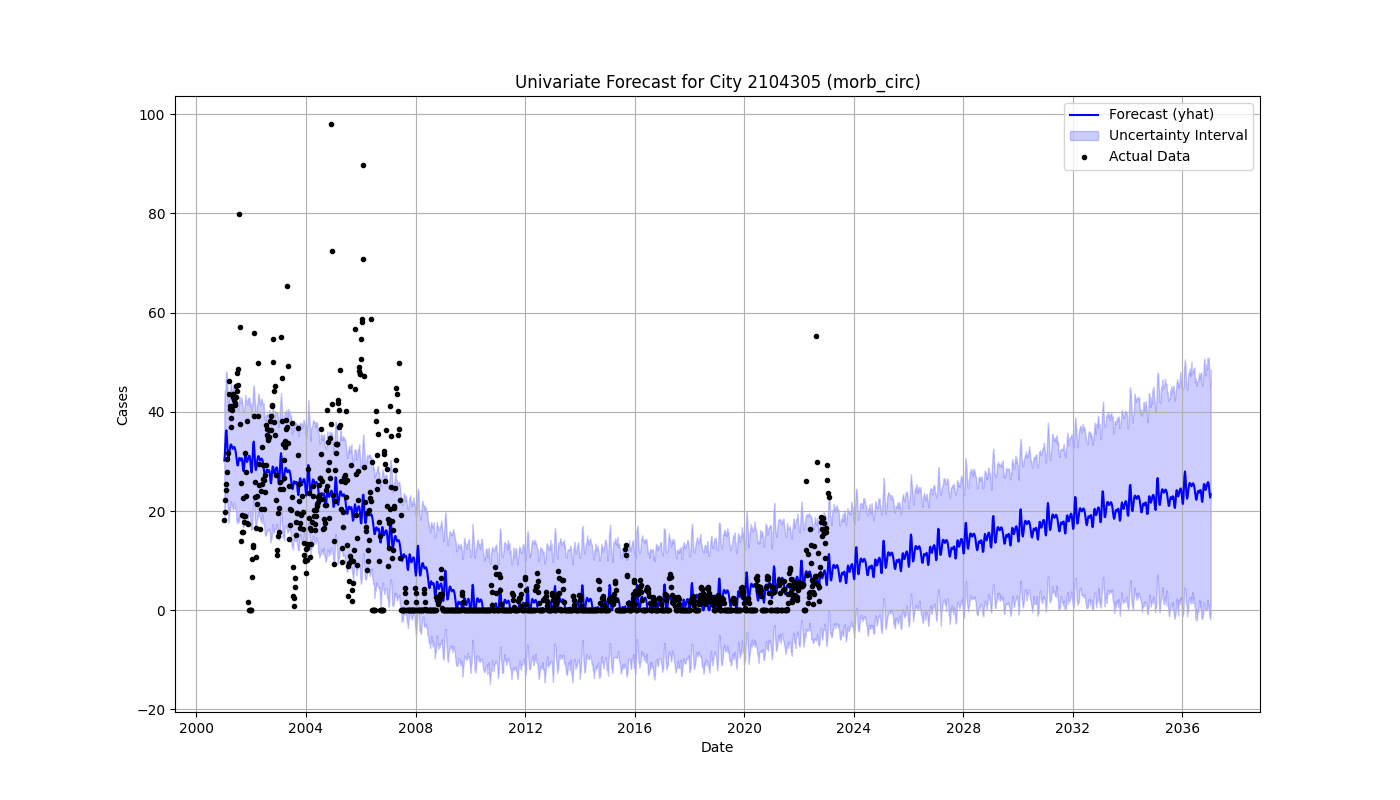 Univariate Forecast for City 2104305 (morb_circ)
Forecast (yhat)
Uncertainty Interval
Actual Data
100
80
60
40
20
0
−20
Cases
2000 2004 2008 2012 2016 2020 2024 2028 2032 2036
Date